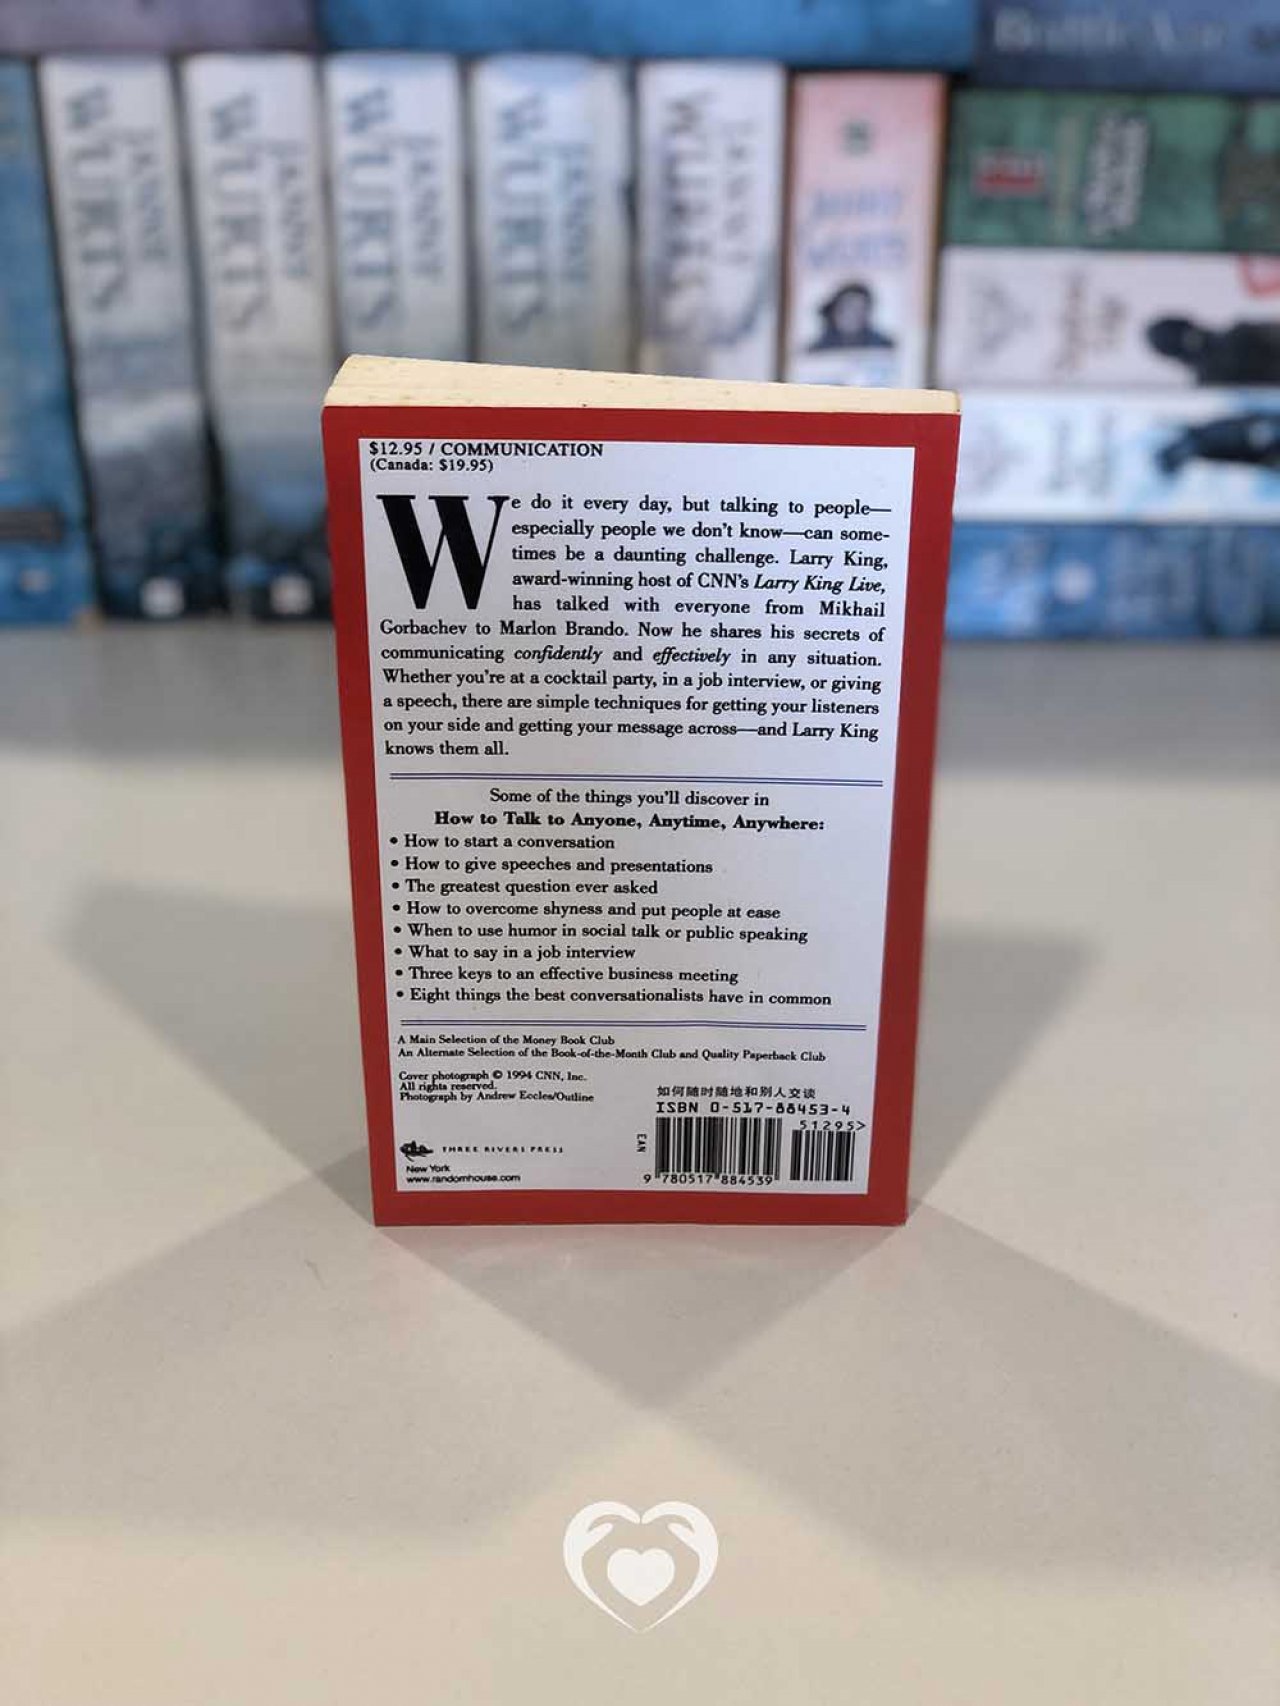 JANNY WURTS
JANNY WURTS
JANNY WURTS
JANNY WURTS
$12.95 / COMMUNICATION
(Canada: $19.95)
We do it every day, but talking to people—
especially people we don't know—can some-
times be a daunting challenge. Larry King,
award-winning host of CNN's Larry King Live,
has talked with everyone from Mikhail
Gorbachev to Marlon Brando. Now he shares his secrets of
communicating confidently and effectively in any situation.
Whether you're at a cocktail party, in a job interview, or giving
a speech, there are simple techniques for getting your listeners
on your side and getting your message across—and Larry King
knows them all.
Some of the things you'll discover in
How to Talk to Anyone, Anytime, Anywhere:
• How to start a conversation
• How to give speeches and presentations
• The greatest question ever asked
• How to overcome shyness and put people at ease
• When to use humor in social talk or public speaking
• What to say in a job interview
• Three keys to an effective business meeting
• Eight things the best conversationalists have in common
A Main Selection of the Money Book Club
An Alternate Selection of the Book-of-the-Month Club and Quality Paperback Club
Cover photograph © 1994 CNN, Inc.
All rights reserved.
Photograph by Andrew Eccles/Outline
THREE RIVERS PRESS
New York
www.randomhouse.com
如何随时随地和别人交谈
ISBN 0-517-88453-4
51295>
EAN
9 780517 884539